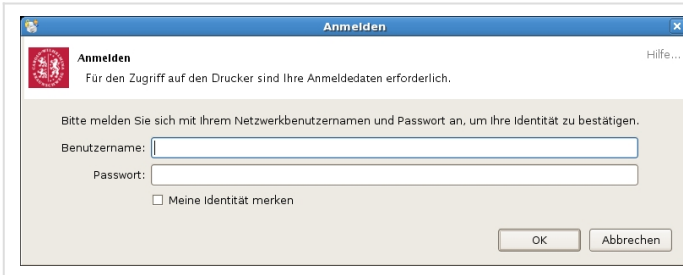 Anmelden
Anmelden
Hilfe...
Für den Zugriff auf den Drucker sind Ihre Anmeldedaten erforderlich.
Bitte melden Sie sich mit Ihrem Netzwerkbenutzernamen und Passwort an, um Ihre Identität zu bestätigen.
Benutzername:
Passwort:
Meine Identität merken
OK Abbrechen